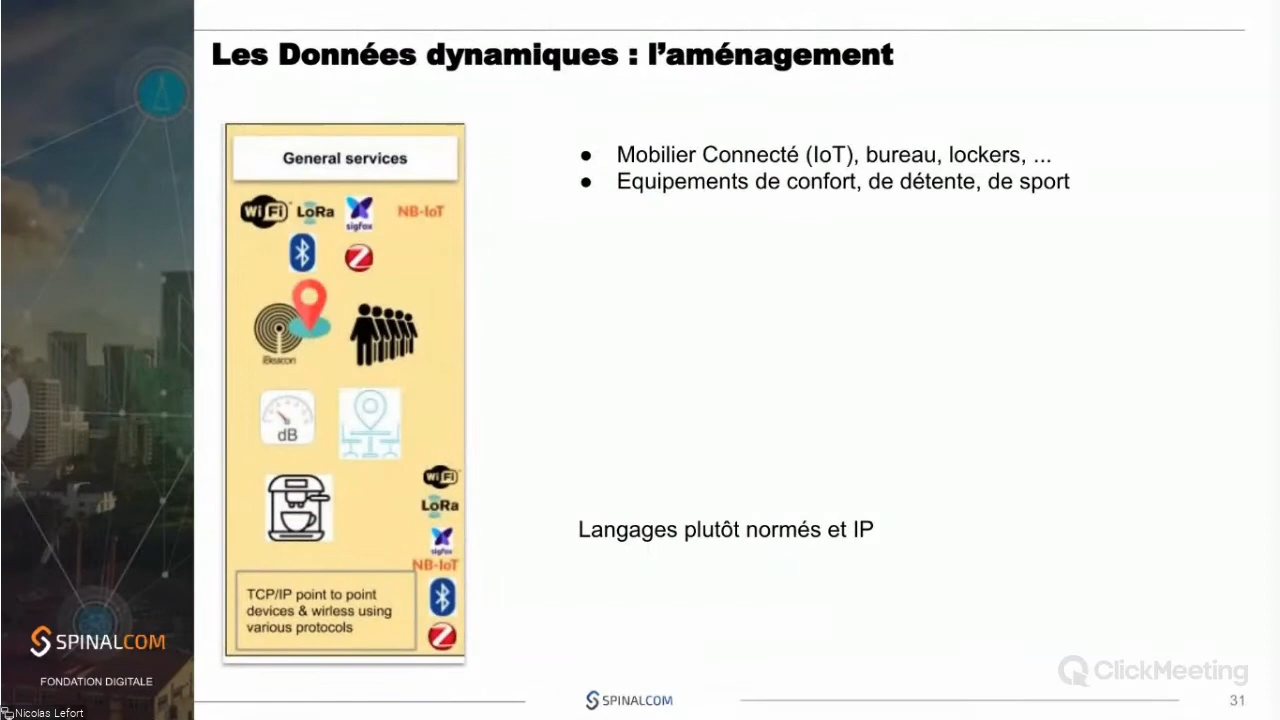 Les Données dynamiques : l’aménagement
General services
WiFi LoRa sigfox NB-IoT
iBeacon
dB
WiFi
LoRa
sigfox
NB-IoT
TCP/IP point to point
devices & wirless using
various protocols
● Mobilier Connecté (IoT), bureau, lockers, ...
● Equipements de confort, de détente, de sport
Langages plutôt normés et IP
SPINALCOM
FONDATION DIGITALE
Nicolas Lefort
SPINALCOM
ClickMeeting
31